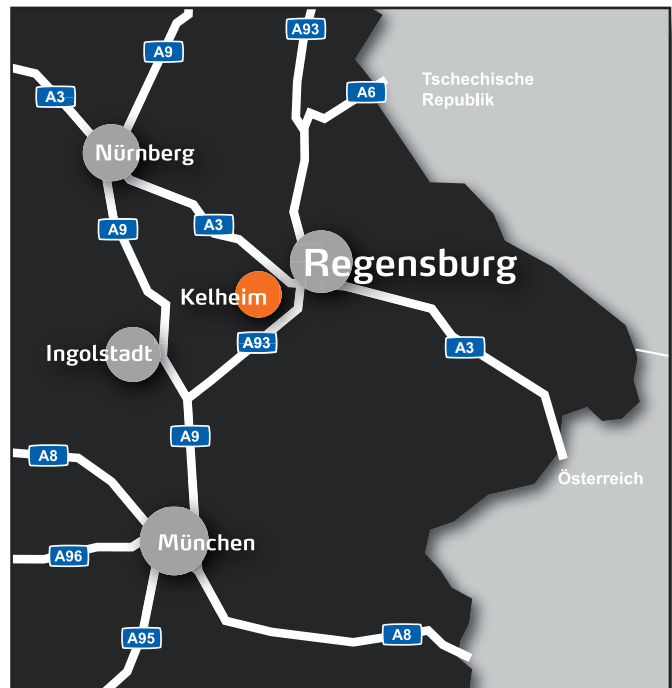 A9
A93
A3
A6
Tschechische
Republik
Nürnberg
A9
A3
Regensburg
Kelheim
A93
Ingolstadt
A3
A9
A8
Österreich
München
A96
A95
A8